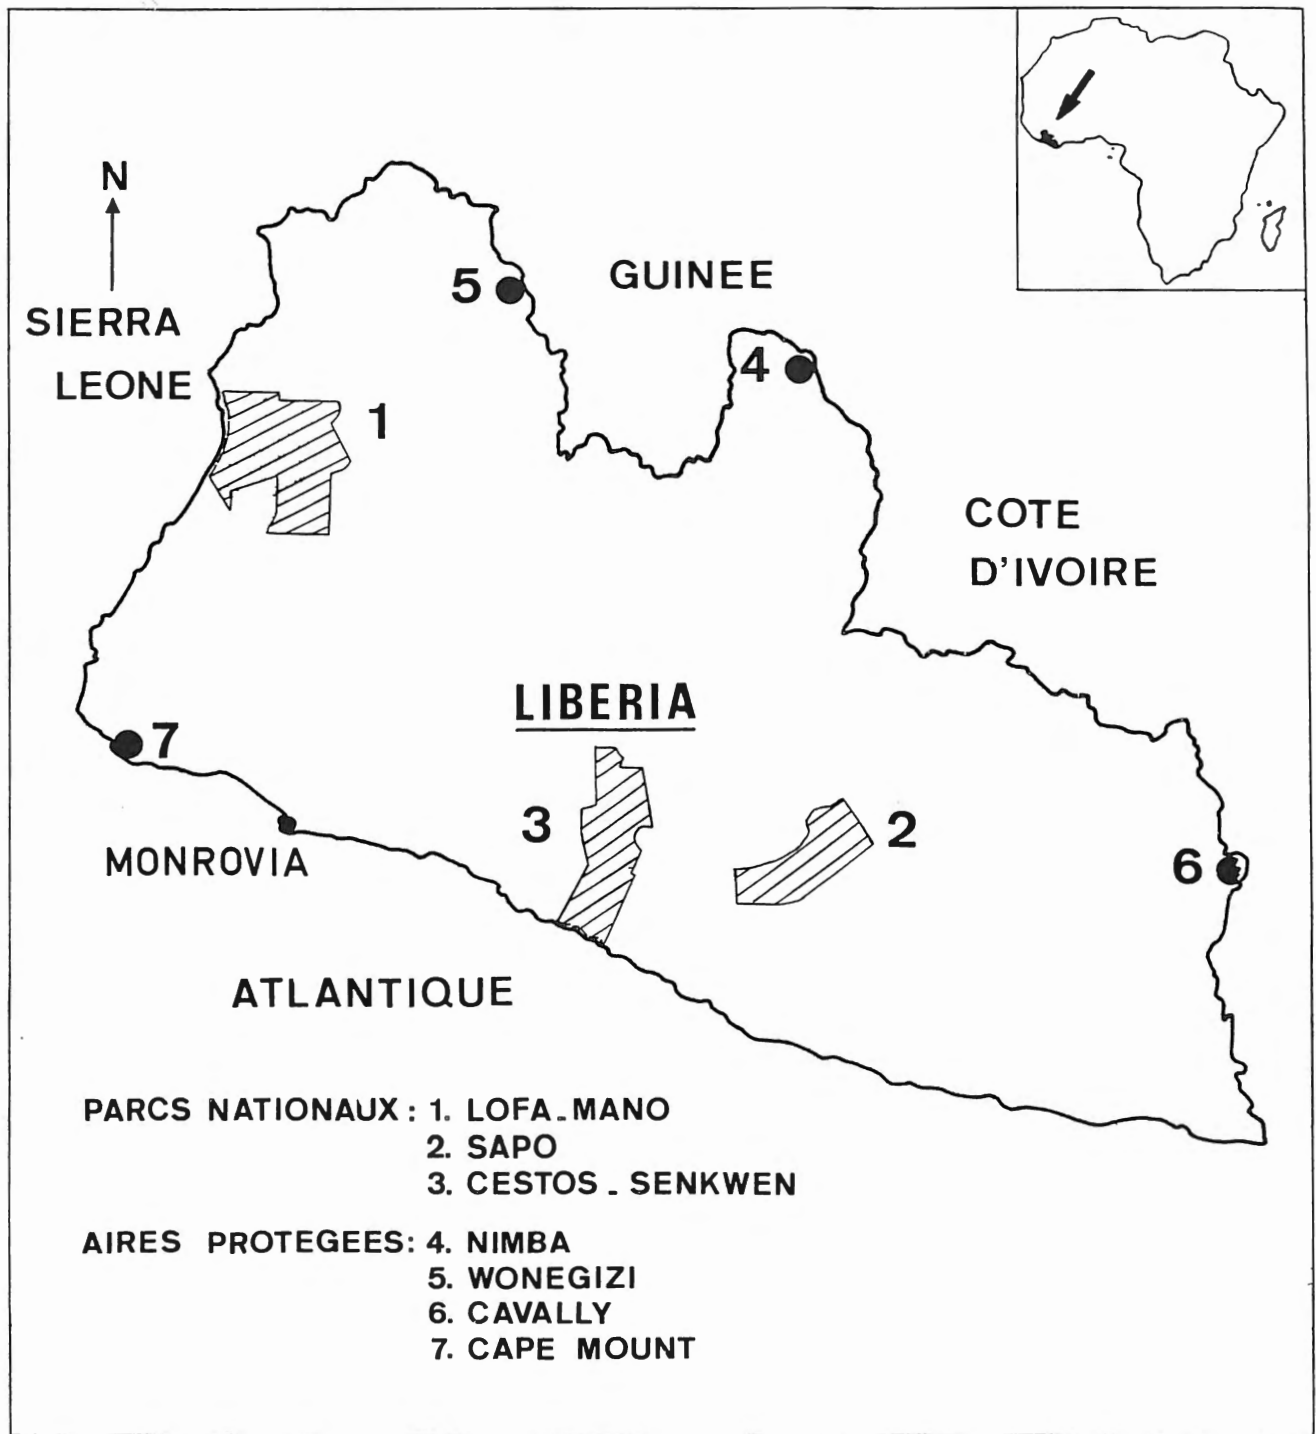 N
SIERRA
LEONE
5
GUINEE
4
1
COTE
D'IVOIRE
LIBERIA
7
3
2
6
MONROVIA
ATLANTIQUE
PARCS NATIONAUX: 1. LOFA-MANO
2. SAPO
3. CESTOS - SENKWEN
AIRES PROTEGEES: 4. NIMBA
5. WONEGIZI
6. CAVALLY
7. CAPE MOUNT